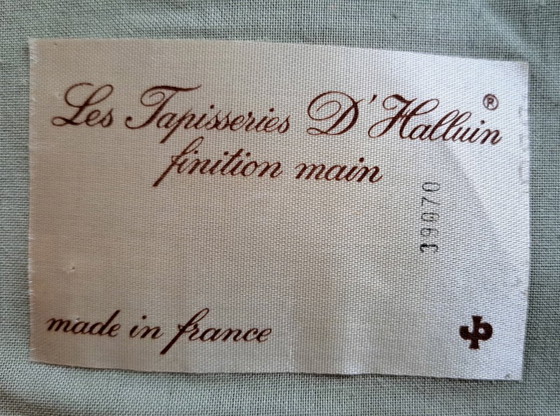 Les Tapisseries D'Halluin ®
finition main
39070
made in france